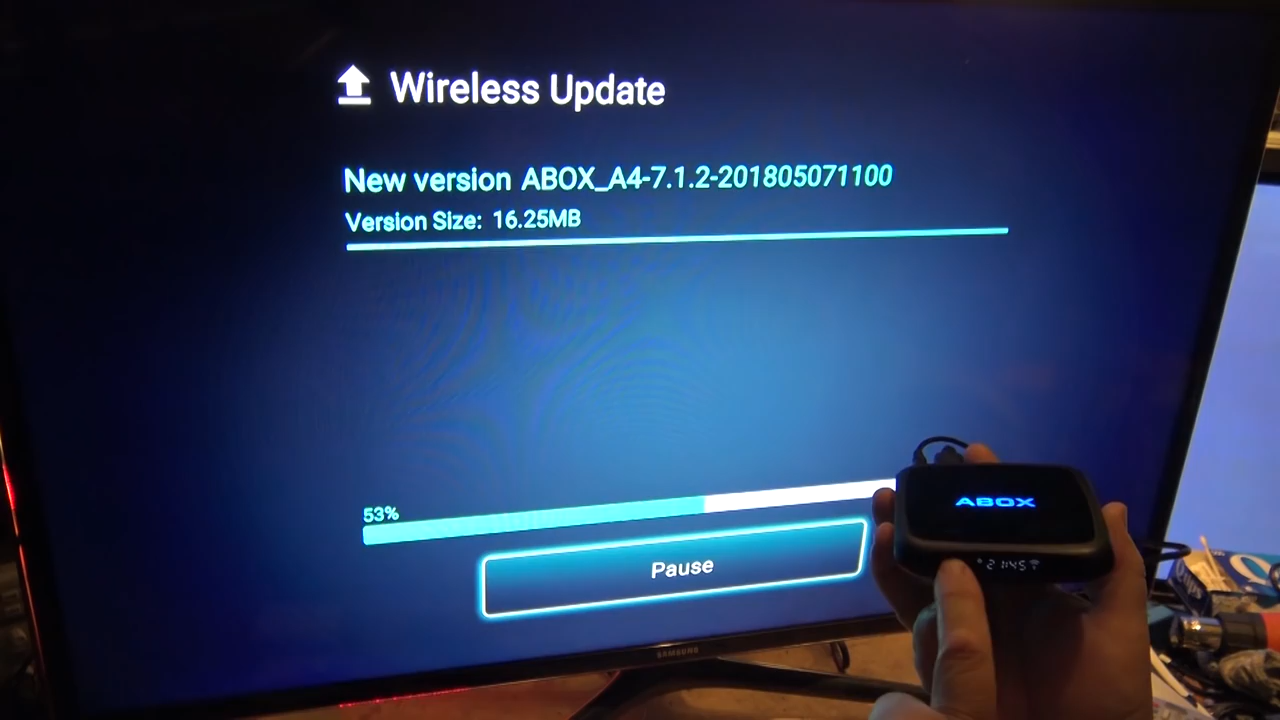 Wireless Update
New version ABOX_A4-7.1.2-201805071100
Version Size: 16.25MB
53%
Pause
ABOX
SAMSUNG